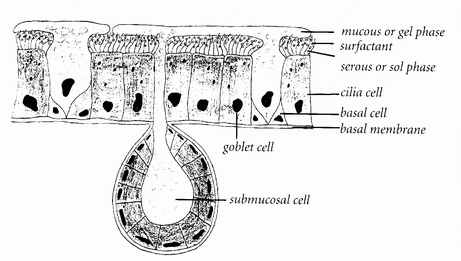 mucous or gel phase
surfactant
serous or sol phase
cilia cell
basal cell
basal membrane
goblet cell
submucosal cell